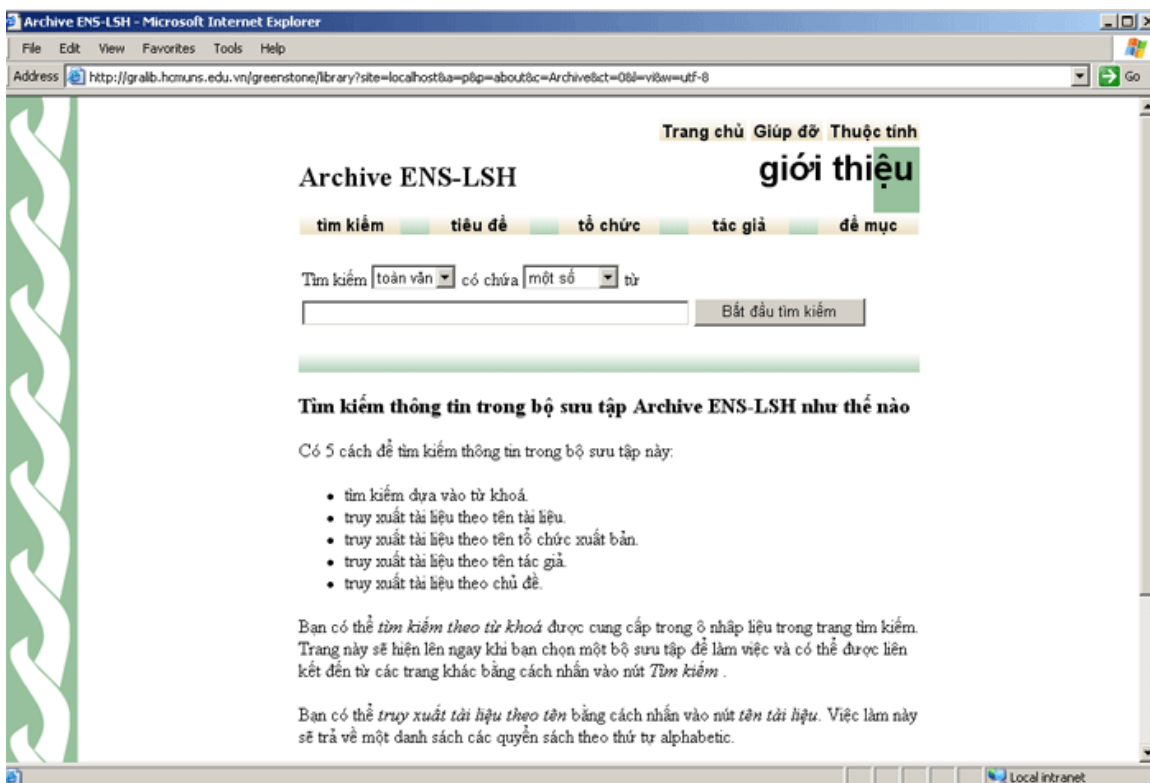 Archive ENS-LSH - Microsoft Internet Explorer
File Edit View Favorites Tools Help
Address http://gralib.hcmuns.edu.vn/greenstone/library?site=localhost&a=p&p=about&c=Archive&ct=0&l=vi&w=utf-8 Go
Trang chủ Giúp đỡ Thuộc tính
Archive ENS-LSH giới thiệu
tìm kiếm tiêu đề tổ chức tác giả đề mục
Tìm kiếm toàn văn có chứa một số từ
Bắt đầu tìm kiếm
Tìm kiếm thông tin trong bộ sưu tập Archive ENS-LSH như thế nào
Có 5 cách để tìm kiếm thông tin trong bộ sưu tập này:
• tìm kiếm dựa vào từ khoá.
• truy xuất tài liệu theo tên tài liệu.
• truy xuất tài liệu theo tên tổ chức xuất bản.
• truy xuất tài liệu theo tên tác giả.
• truy xuất tài liệu theo chủ đề.
Bạn có thể tìm kiếm theo từ khoá được cung cấp trong ô nhâp liệu trong trang tìm kiếm.
Trang này sẽ hiện lên ngay khi bạn chọn một bộ sưu tập để làm việc và có thể được liên
kết đến từ các trang khác bằng cách nhấn vào nút Tìm kiếm .
Bạn có thể truy xuất tài liệu theo tên bằng cách nhấn vào nút tên tài liệu. Việc làm này
sẽ trả về một danh sách các quyển sách theo thứ tự alphabetic.
Local intranet